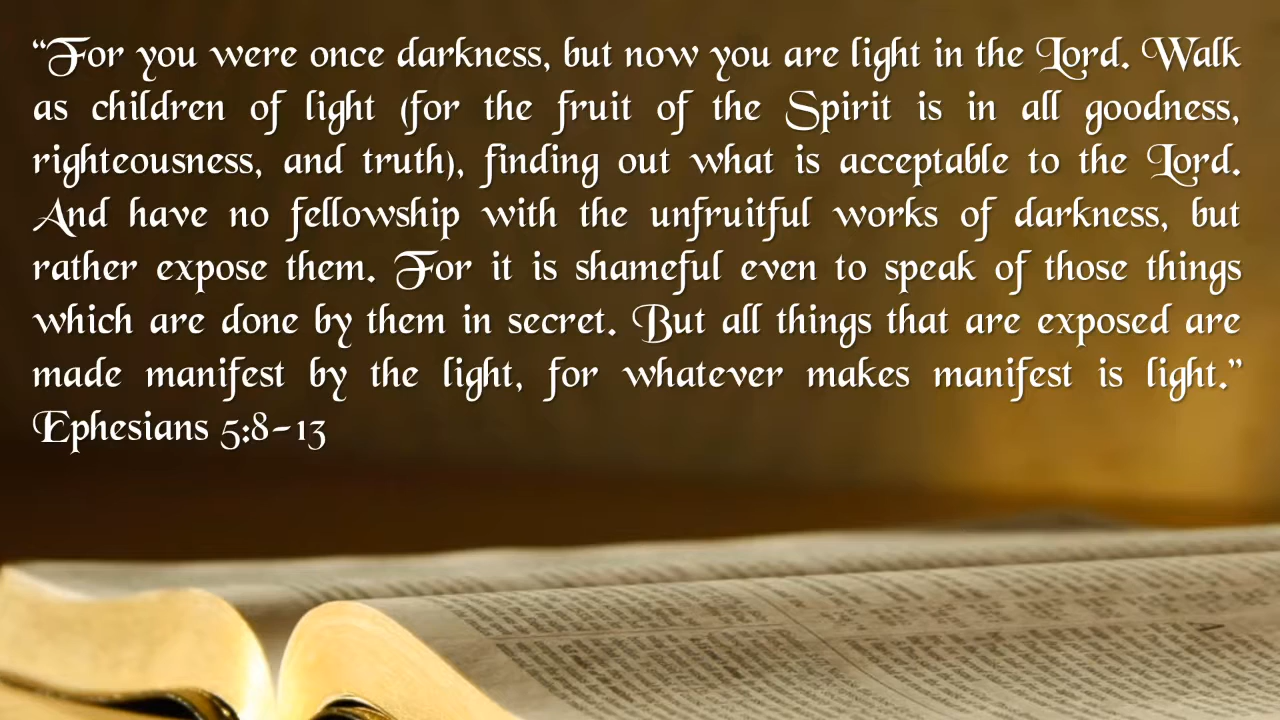 “For you were once darkness, but now you are light in the Lord. Walk
as children of light (for the fruit of the Spirit is in all goodness,
righteousness, and truth), finding out what is acceptable to the Lord.
And have no fellowship with the unfruitful works of darkness, but
rather expose them. For it is shameful even to speak of those things
which are done by them in secret. But all things that are exposed are
made manifest by the light, for whatever makes manifest is light.”
Ephesians 5:8-13